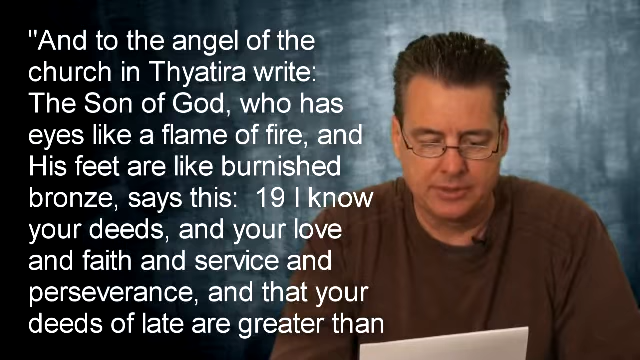 "And to the angel of the
church in Thyatira write:
The Son of God, who has
eyes like a flame of fire, and
His feet are like burnished
bronze, says this:  19 I know
your deeds, and your love
and faith and service and
perseverance, and that your
deeds of late are greater than